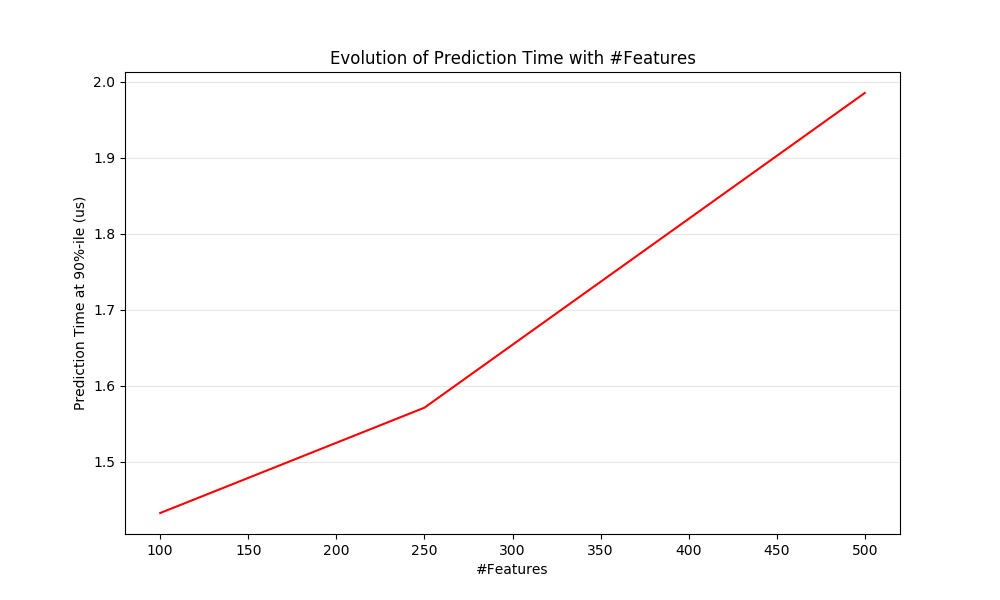 Evolution of Prediction Time with #Features
2.0
1.9
1.8
1.7
1.6
1.5
Prediction Time at 90%-ile (us)
100 150 200 250 300 350 400 450 500
#Features